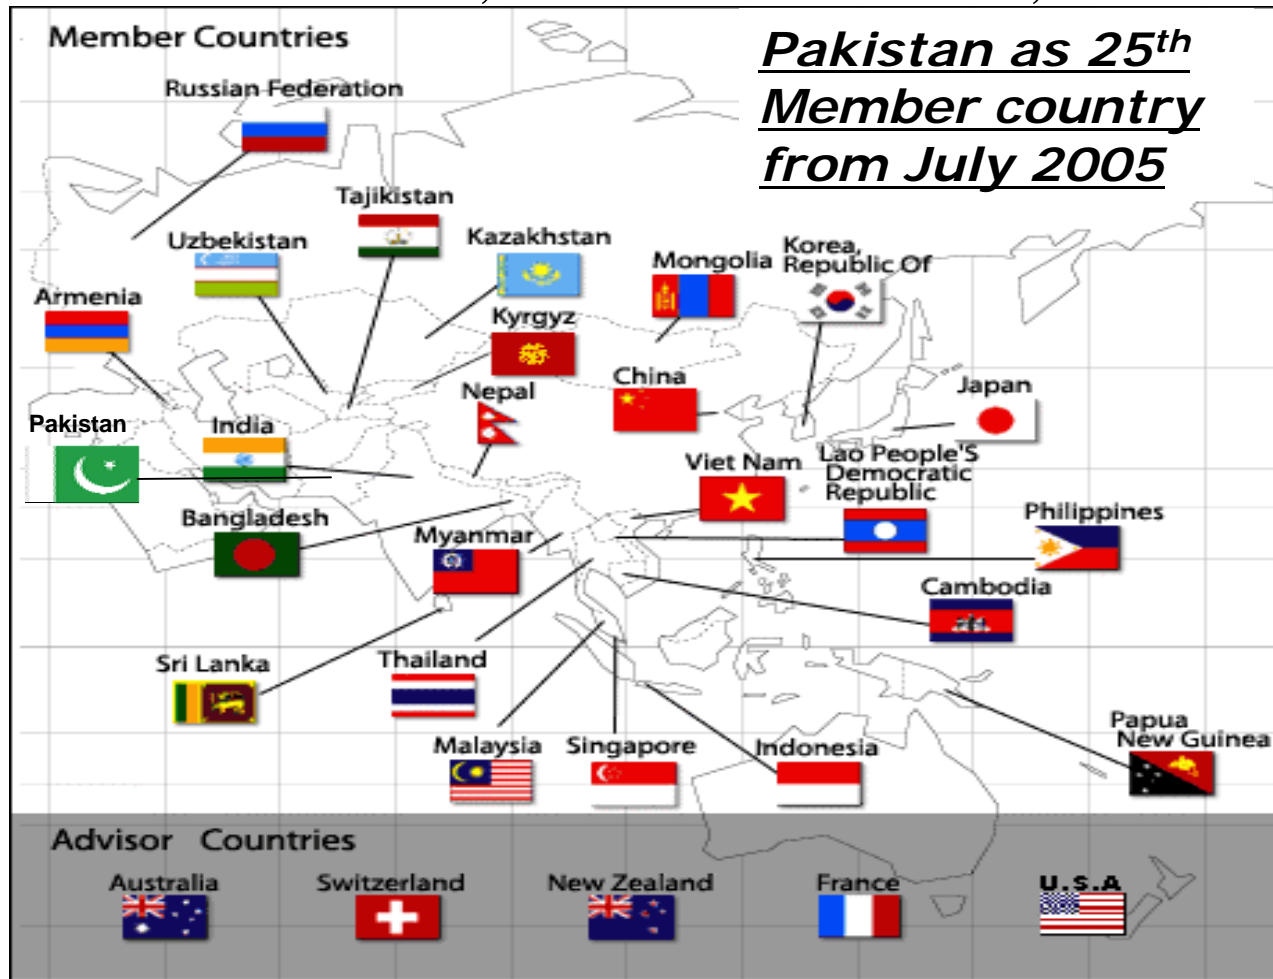 Member Countries
Pakistan as 25th
Member country
from July 2005
Russian Federation
Tajikistan
Uzbekistan
Kazakhstan
Mongolia
Korea,
Republic Of
Armenia
Kyrgyz
China
Japan
Nepal
Pakistan
India
Viet Nam
Lao People'S
Democratic
Republic
Bangladesh
Myanmar
Philippines
Cambodia
Sri Lanka
Thailand
Malaysia
Singapore
Indonesia
Papua
New Guinea
Advisor Countries
Australia
Switzerland
New Zealand
France
U.S.A